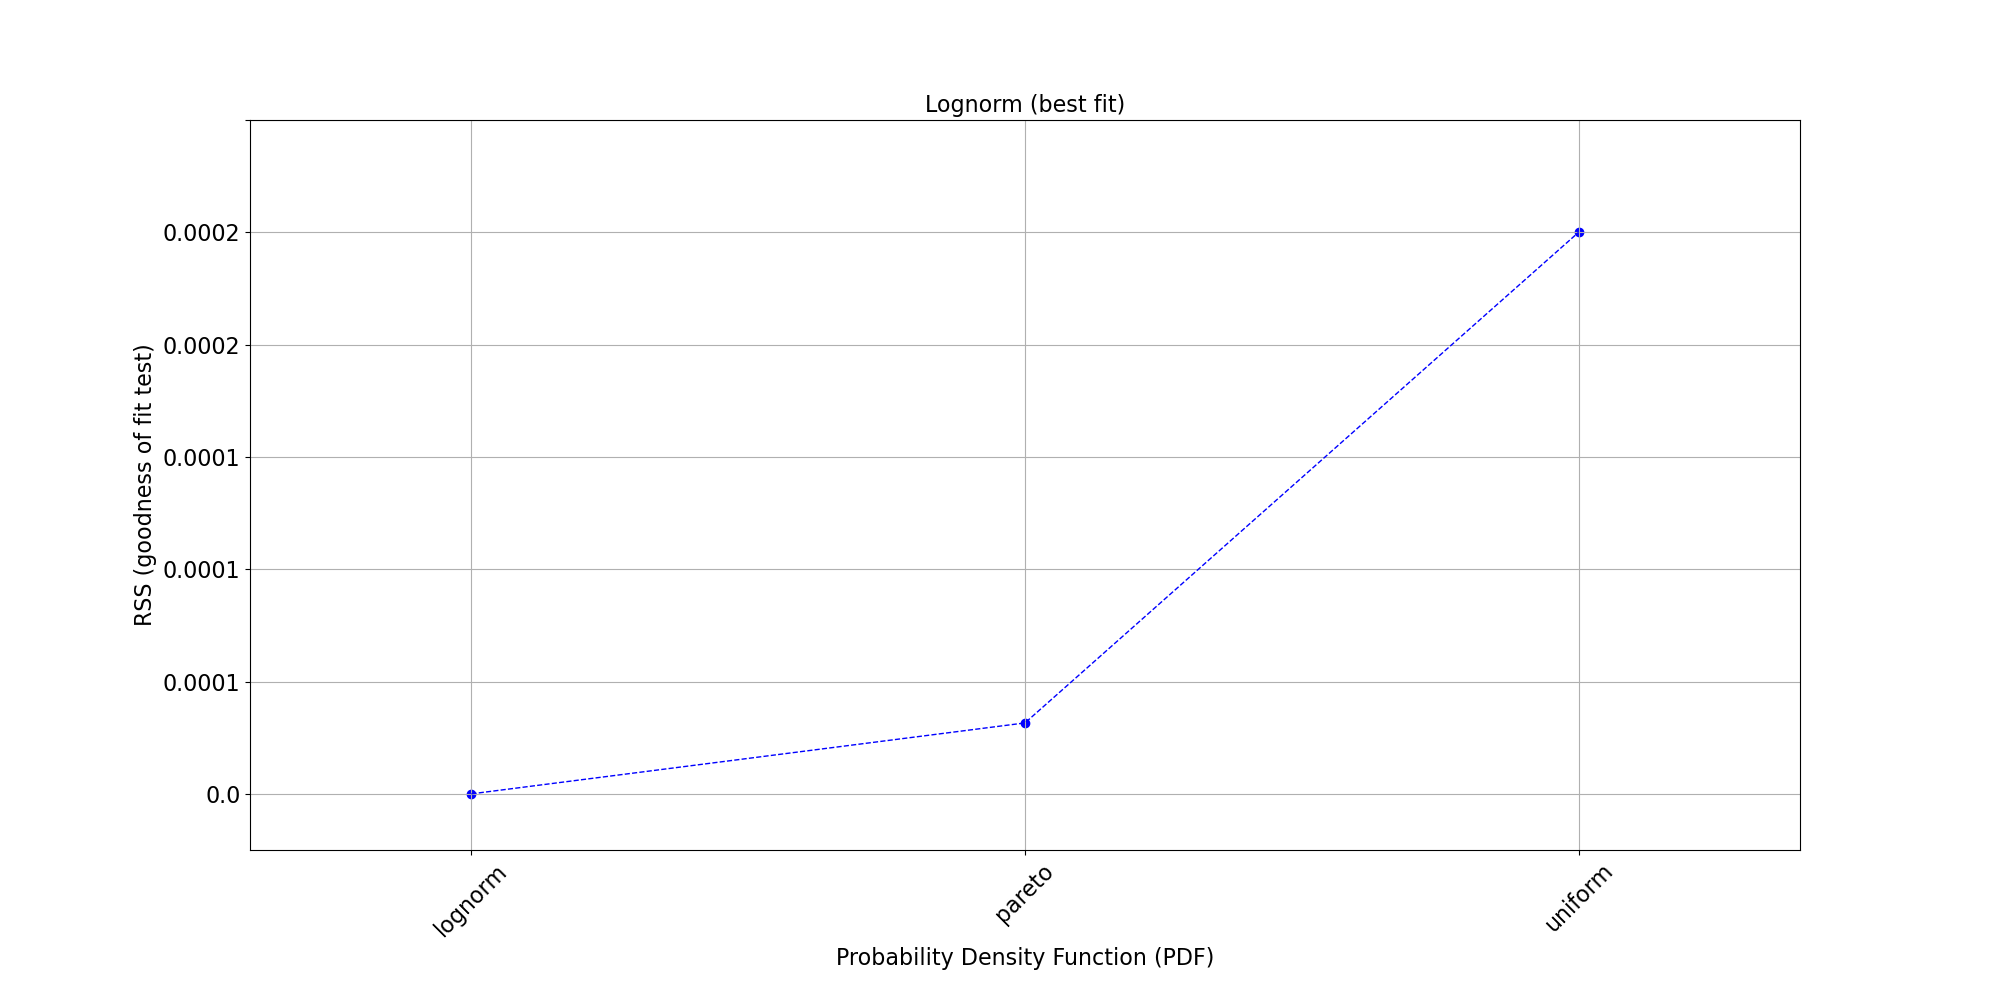 Lognorm (best fit)
0.0002
0.0002
0.0001
0.0001
0.0001
0.0
RSS (goodness of fit test)
lognorm
pareto
uniform
Probability Density Function (PDF)